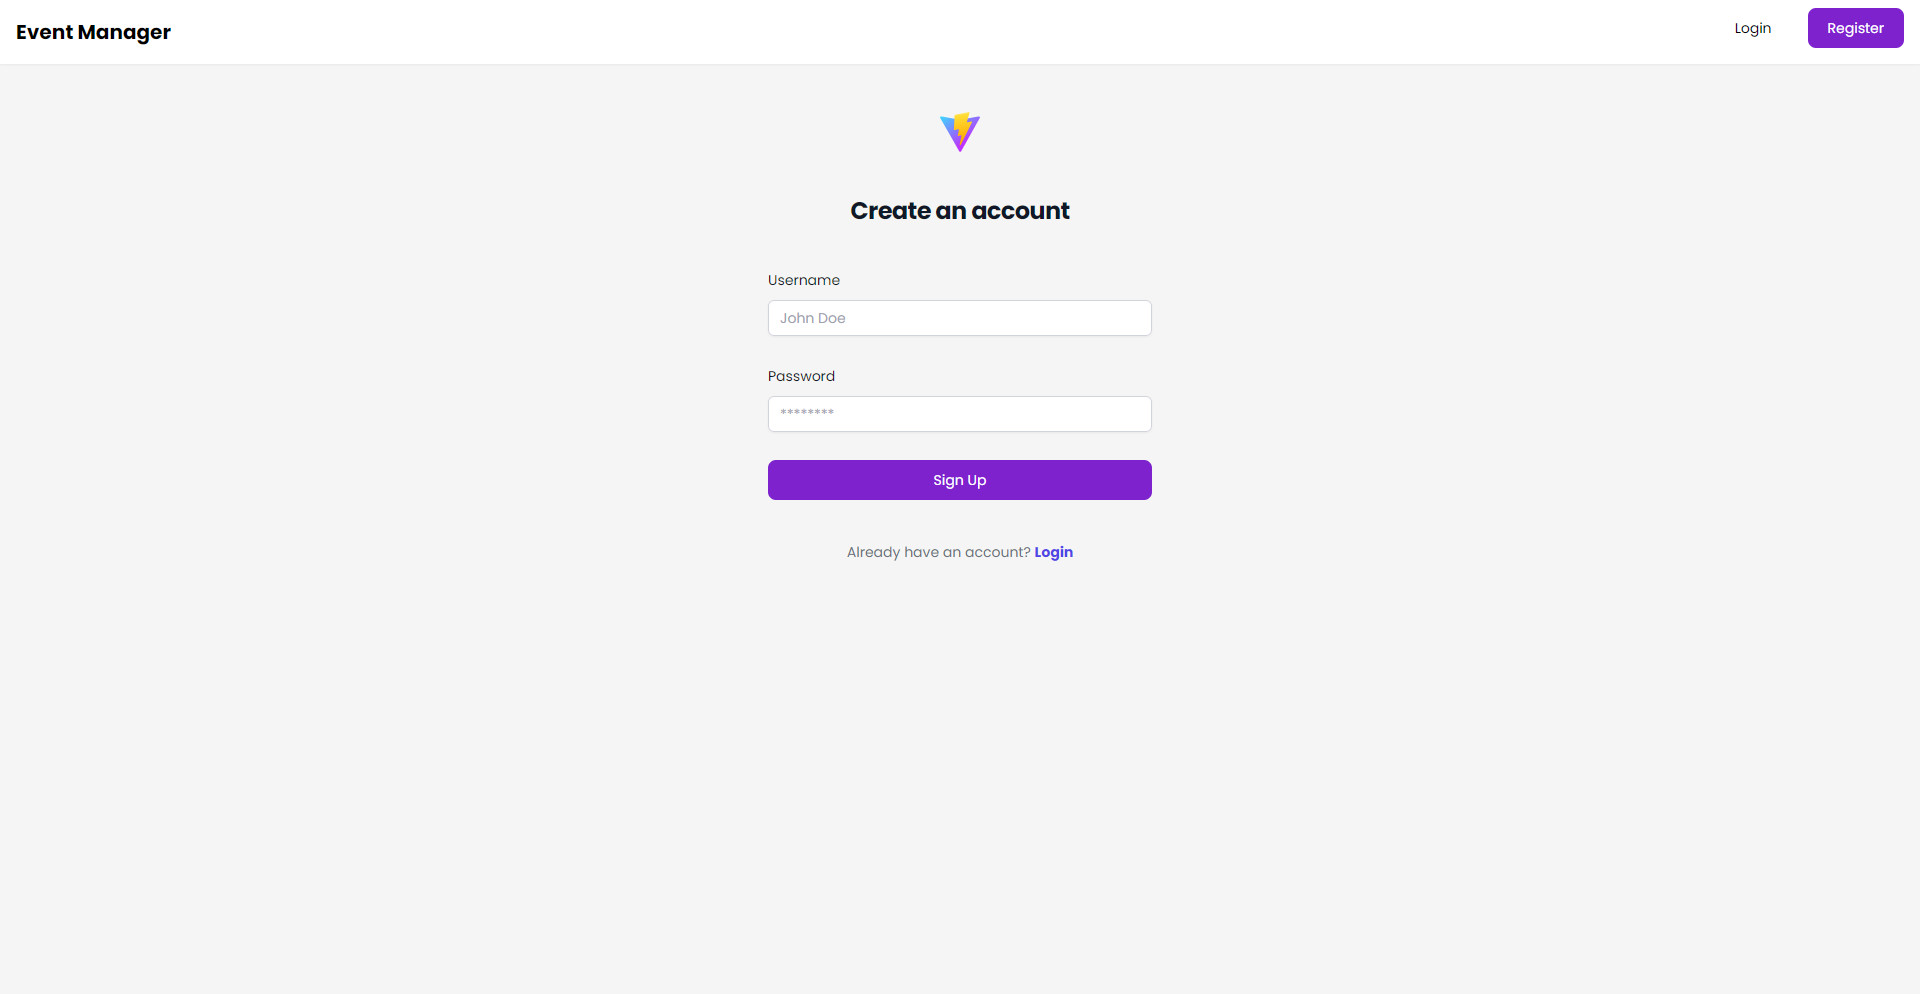 Event Manager
Login
Register
Create an account
Username
John Doe
Password
********
Sign Up
Already have an account? Login